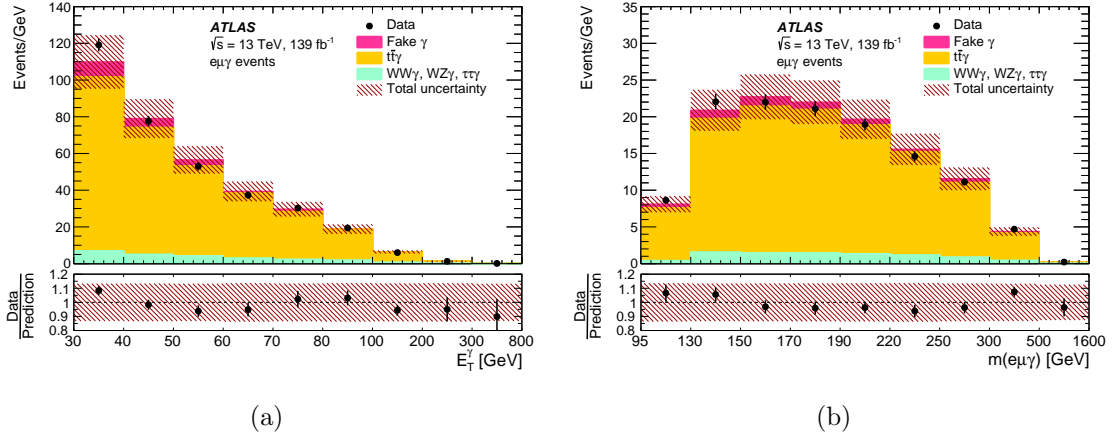 Events/GeV
140
120
100
80
60
40
20
0
ATLAS
√s = 13 TeV, 139 fb⁻¹
eμγ events
Data
Fake γ
tt̄γ
WWγ, WZγ, ττγ
Total uncertainty
Data
Prediction
1.2
1.1
1
0.9
0.8
30 40 50 60 70 80 100 200 300 800
E_T^γ [GeV]
(a)
Events/GeV
35
30
25
20
15
10
5
0
ATLAS
√s = 13 TeV, 139 fb⁻¹
eμγ events
Data
Fake γ
tt̄γ
WWγ, WZγ, ττγ
Total uncertainty
Data
Prediction
1.2
1.1
1
0.9
0.8
95 130 150 170 190 220 250 300 500 1600
m(eμγ) [GeV]
(b)